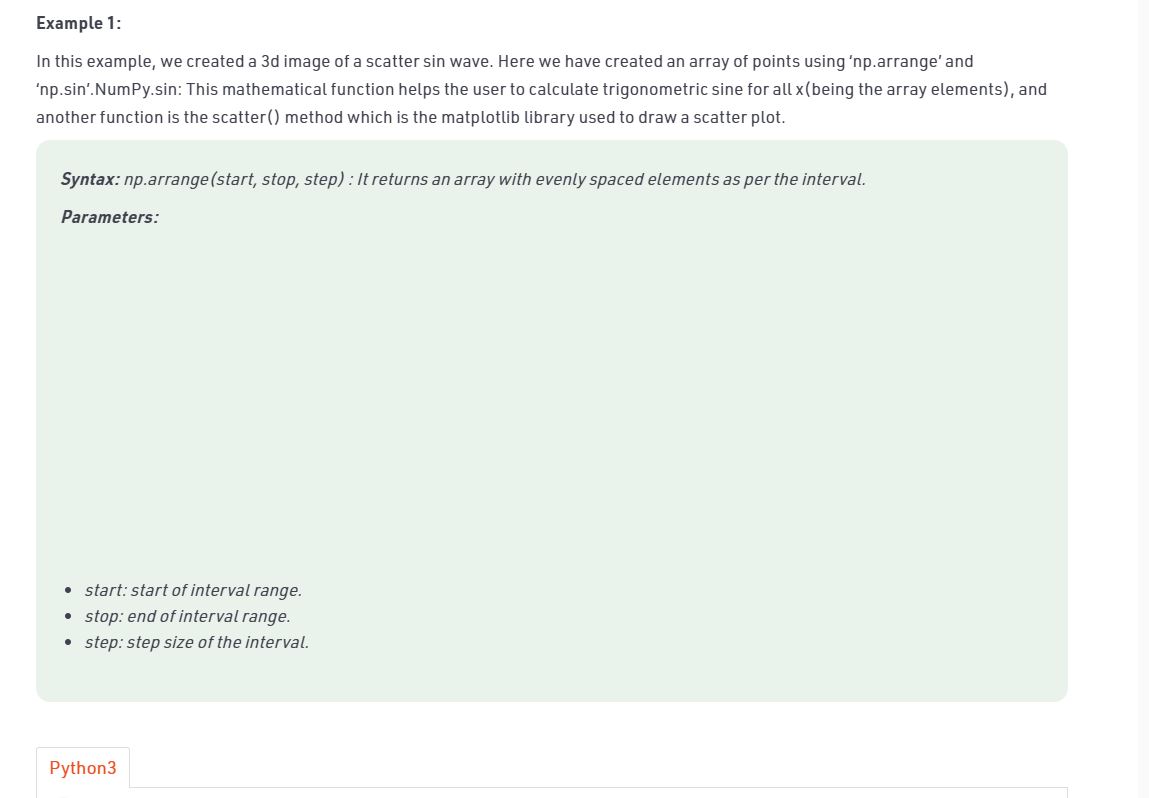 Example 1:
In this example, we created a 3d image of a scatter sin wave. Here we have created an array of points using ‘np.arrange’ and
‘np.sin’.NumPy.sin: This mathematical function helps the user to calculate trigonometric sine for all x(being the array elements), and
another function is the scatter() method which is the matplotlib library used to draw a scatter plot.
Syntax: np.arrange(start, stop, step) : It returns an array with evenly spaced elements as per the interval.
Parameters:
• start: start of interval range.
• stop: end of interval range.
• step: step size of the interval.
Python3